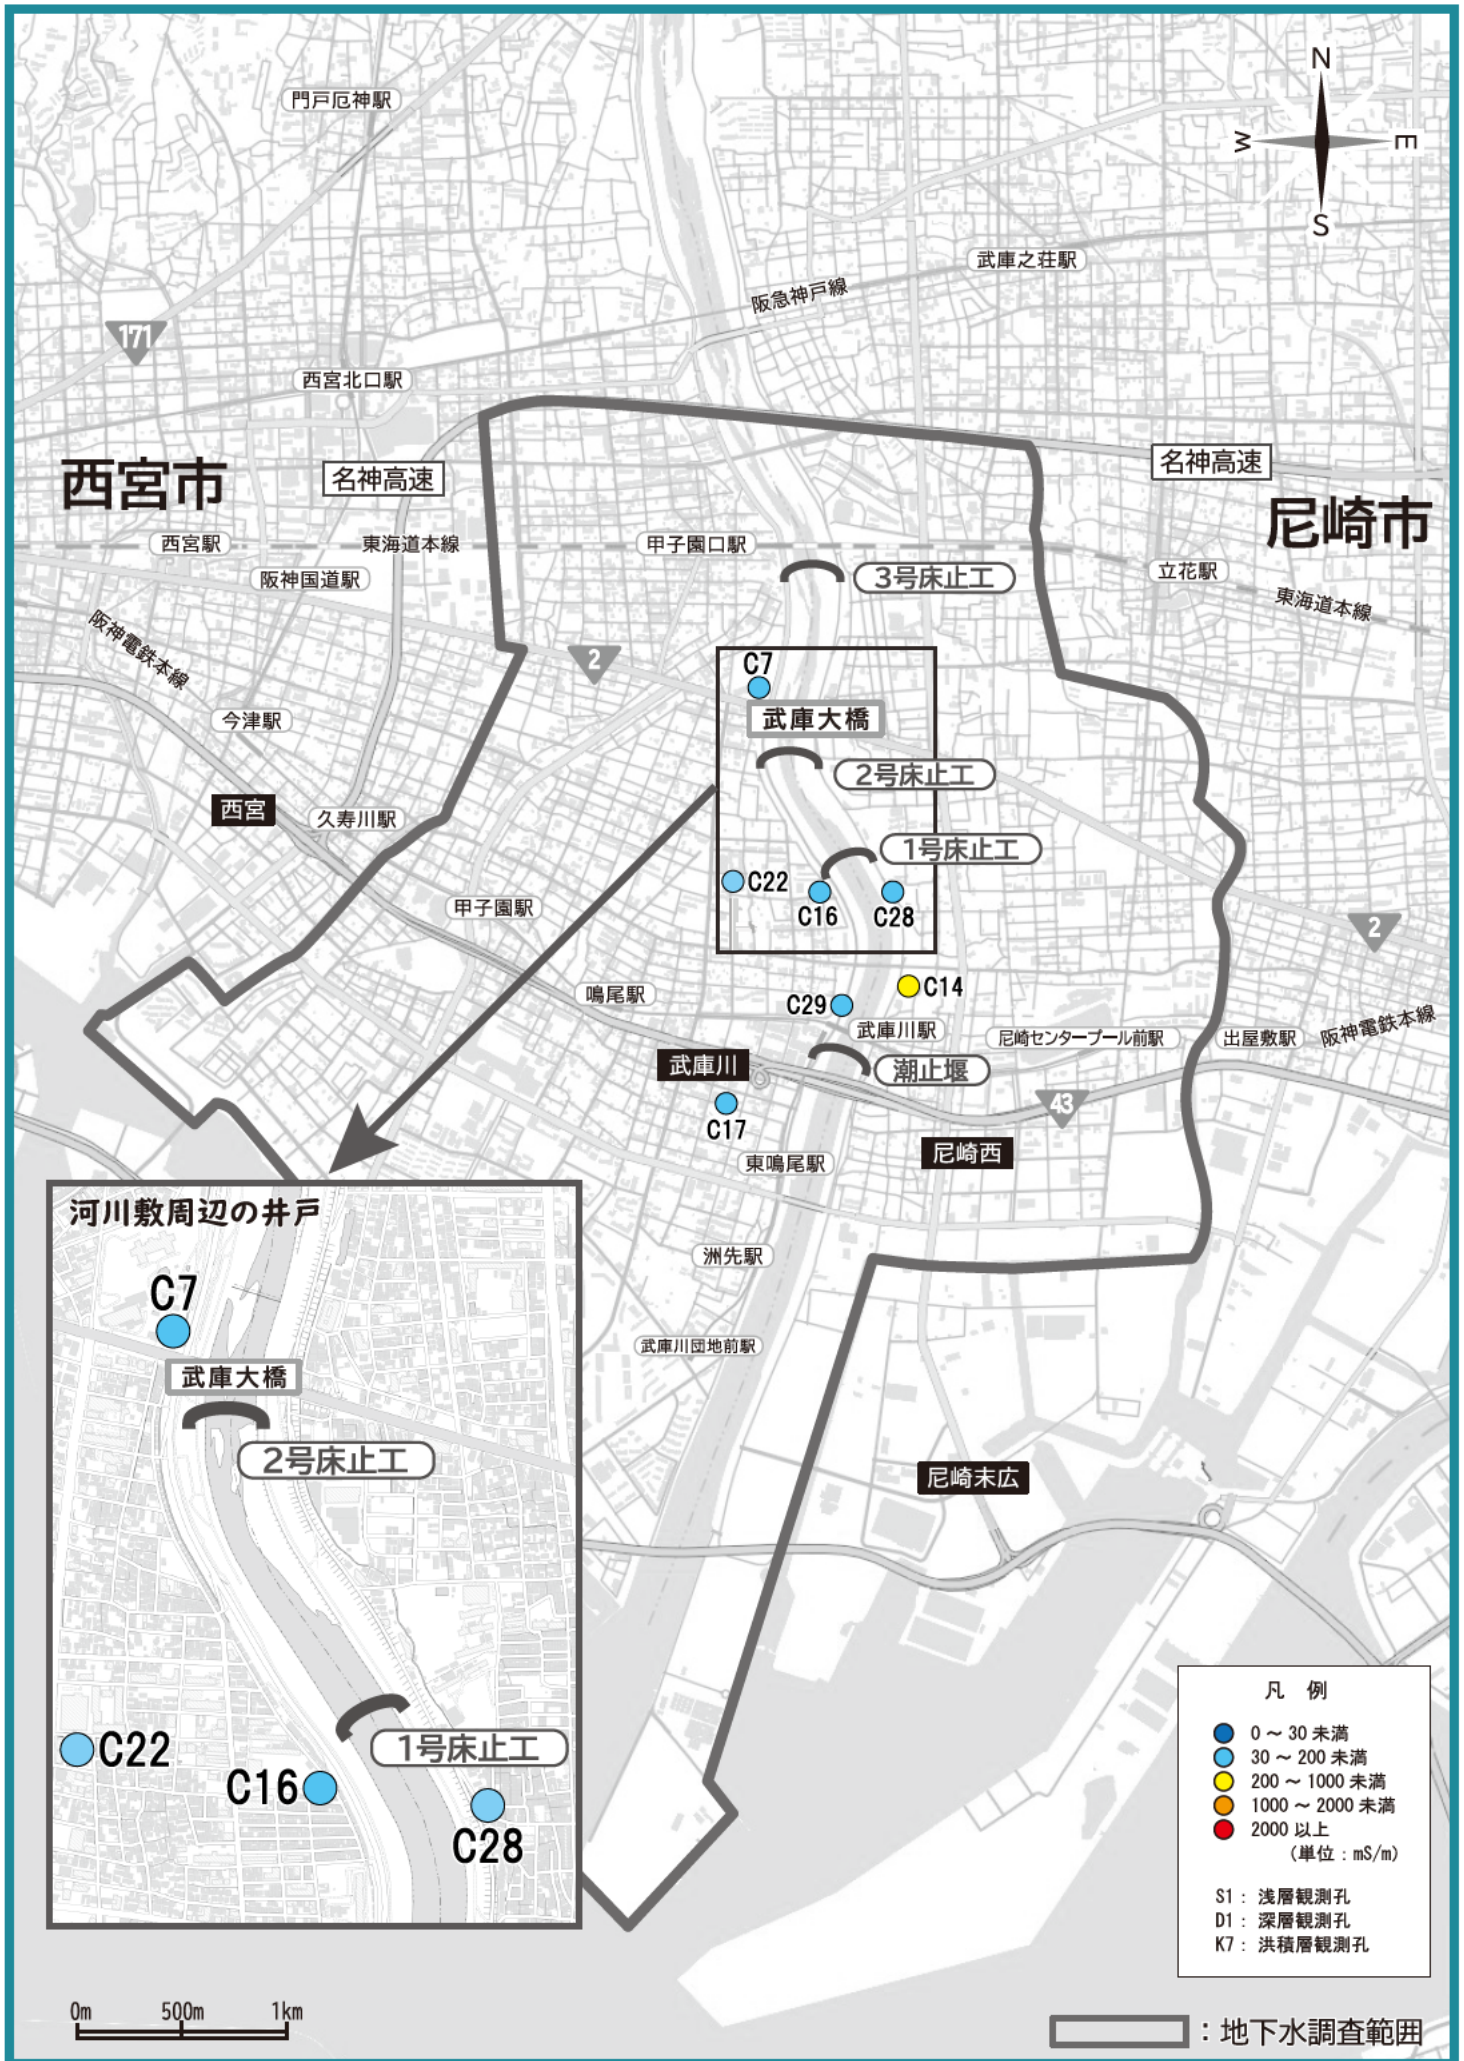 N
W
E
S
門戸厄神駅
武庫之荘駅
阪急神戸線
171
西宮北口駅
西宮市
名神高速
名神高速
尼崎市
西宮駅
東海道本線
甲子園口駅
阪神国道駅
3号床止工
立花駅
東海道本線
阪神電鉄本線
2
C7
今津駅
武庫大橋
2号床止工
西宮
久寿川駅
1号床止工
C22
C16
C28
甲子園駅
2
鳴尾駅
C29
C14
武庫川駅
尼崎センタープール前駅
出屋敷駅
阪神電鉄本線
武庫川
潮止堰
43
C17
尼崎西
東鳴尾駅
洲先駅
武庫川団地前駅
尼崎末広
河川敷周辺の井戸
C7
武庫大橋
2号床止工
C22
1号床止工
C16
C28
凡 例
0 ～ 30 未満
30 ～ 200 未満
200 ～ 1000 未満
1000 ～ 2000 未満
2000 以上
（単位：mS/m）
S1： 浅層観測孔
D1： 深層観測孔
K7： 洪積層観測孔
0m 500m 1km
：地下水調査範囲